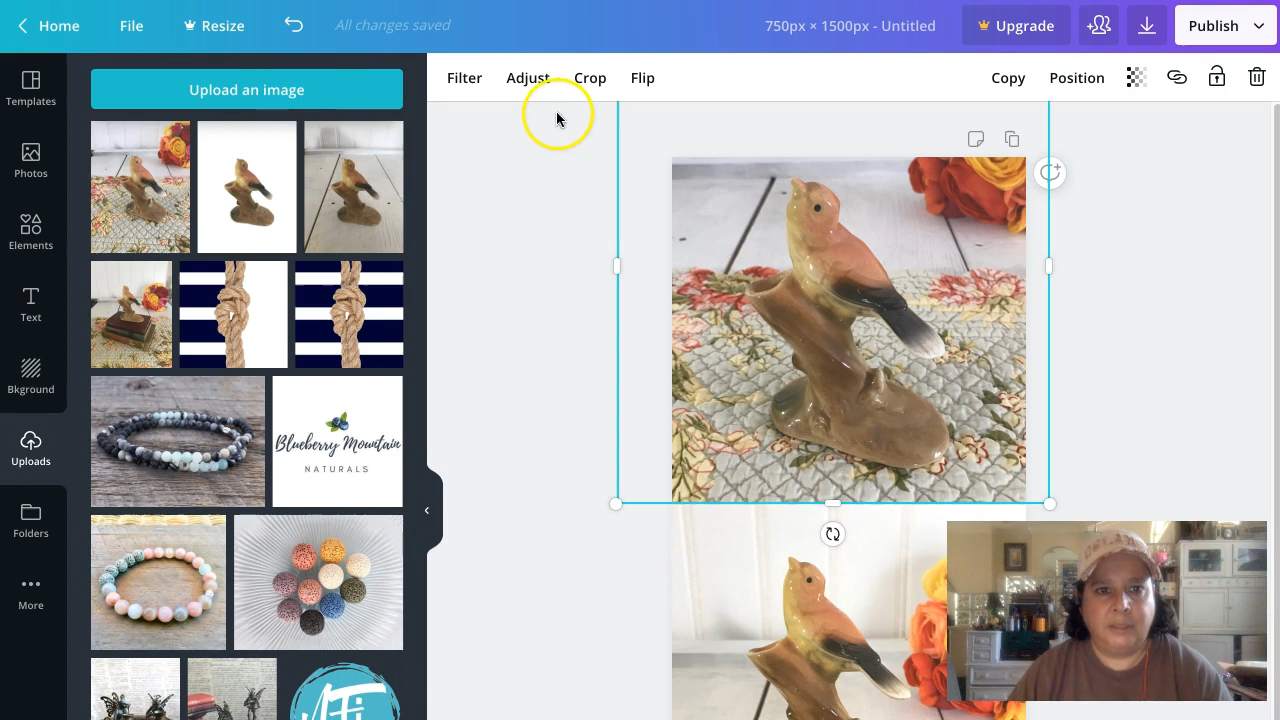 Home File Resize All changes saved 750px × 1500px - Untitled Upgrade Publish
Filter Adjust Crop Flip Copy Position
Upload an image
Templates
Photos
Elements
Text
Bkground
Uploads
Folders
More
Blueberry Mountain
NATURALS